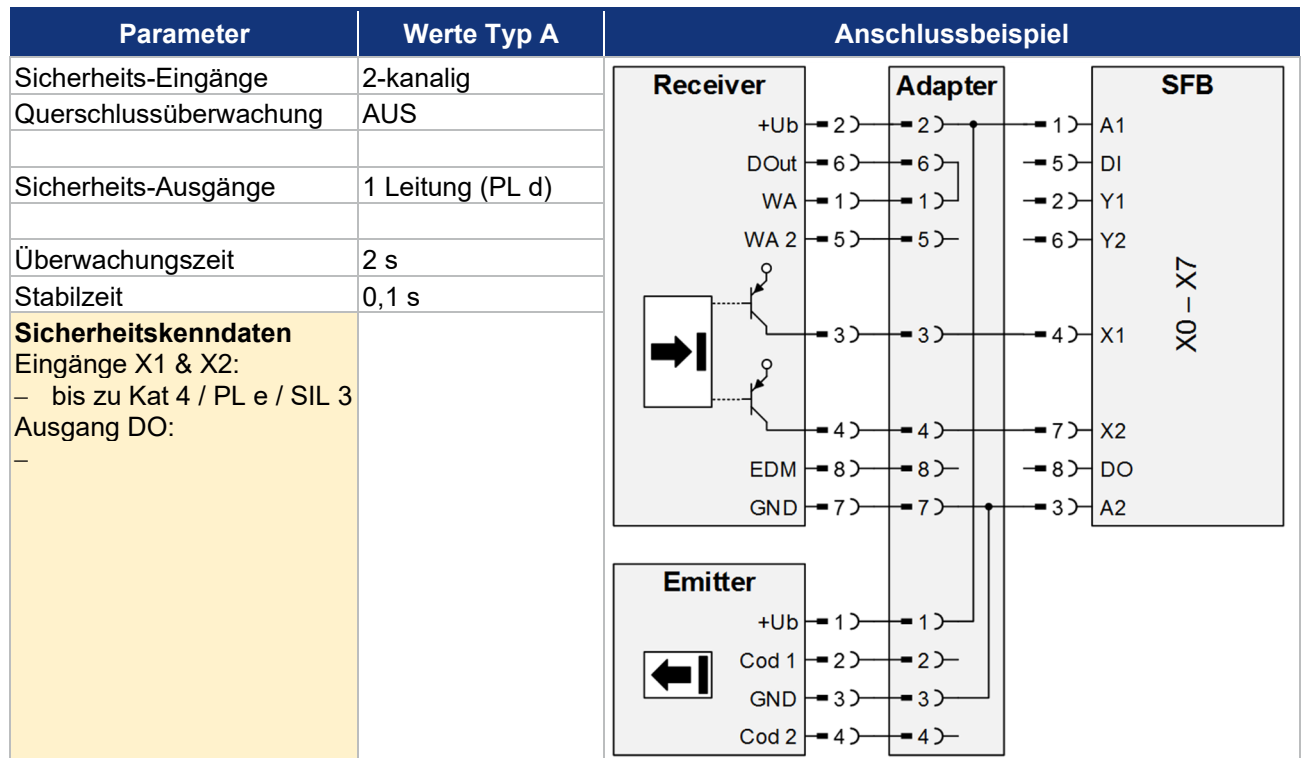 Parameter Werte Typ A Anschlussbeispiel
Sicherheits-Eingänge 2-kanalig
Querschlussüberwachung AUS
Sicherheits-Ausgänge 1 Leitung (PL d)
Überwachungszeit 2 s
Stabilzeit 0,1 s
Sicherheitskenndaten
Eingänge X1 & X2:
– bis zu Kat 4 / PL e / SIL 3
Ausgang DO:
–
Receiver Adapter SFB
+Ub 2 2 1 A1
DOut 6 6 5 DI
WA 1 1 2 Y1
WA 2 5 5 6 Y2
X0 – X7
3 3 4 X1
4 4 7 X2
EDM 8 8 8 DO
GND 7 7 3 A2
Emitter
+Ub 1 1
Cod 1 2 2
GND 3 3
Cod 2 4 4